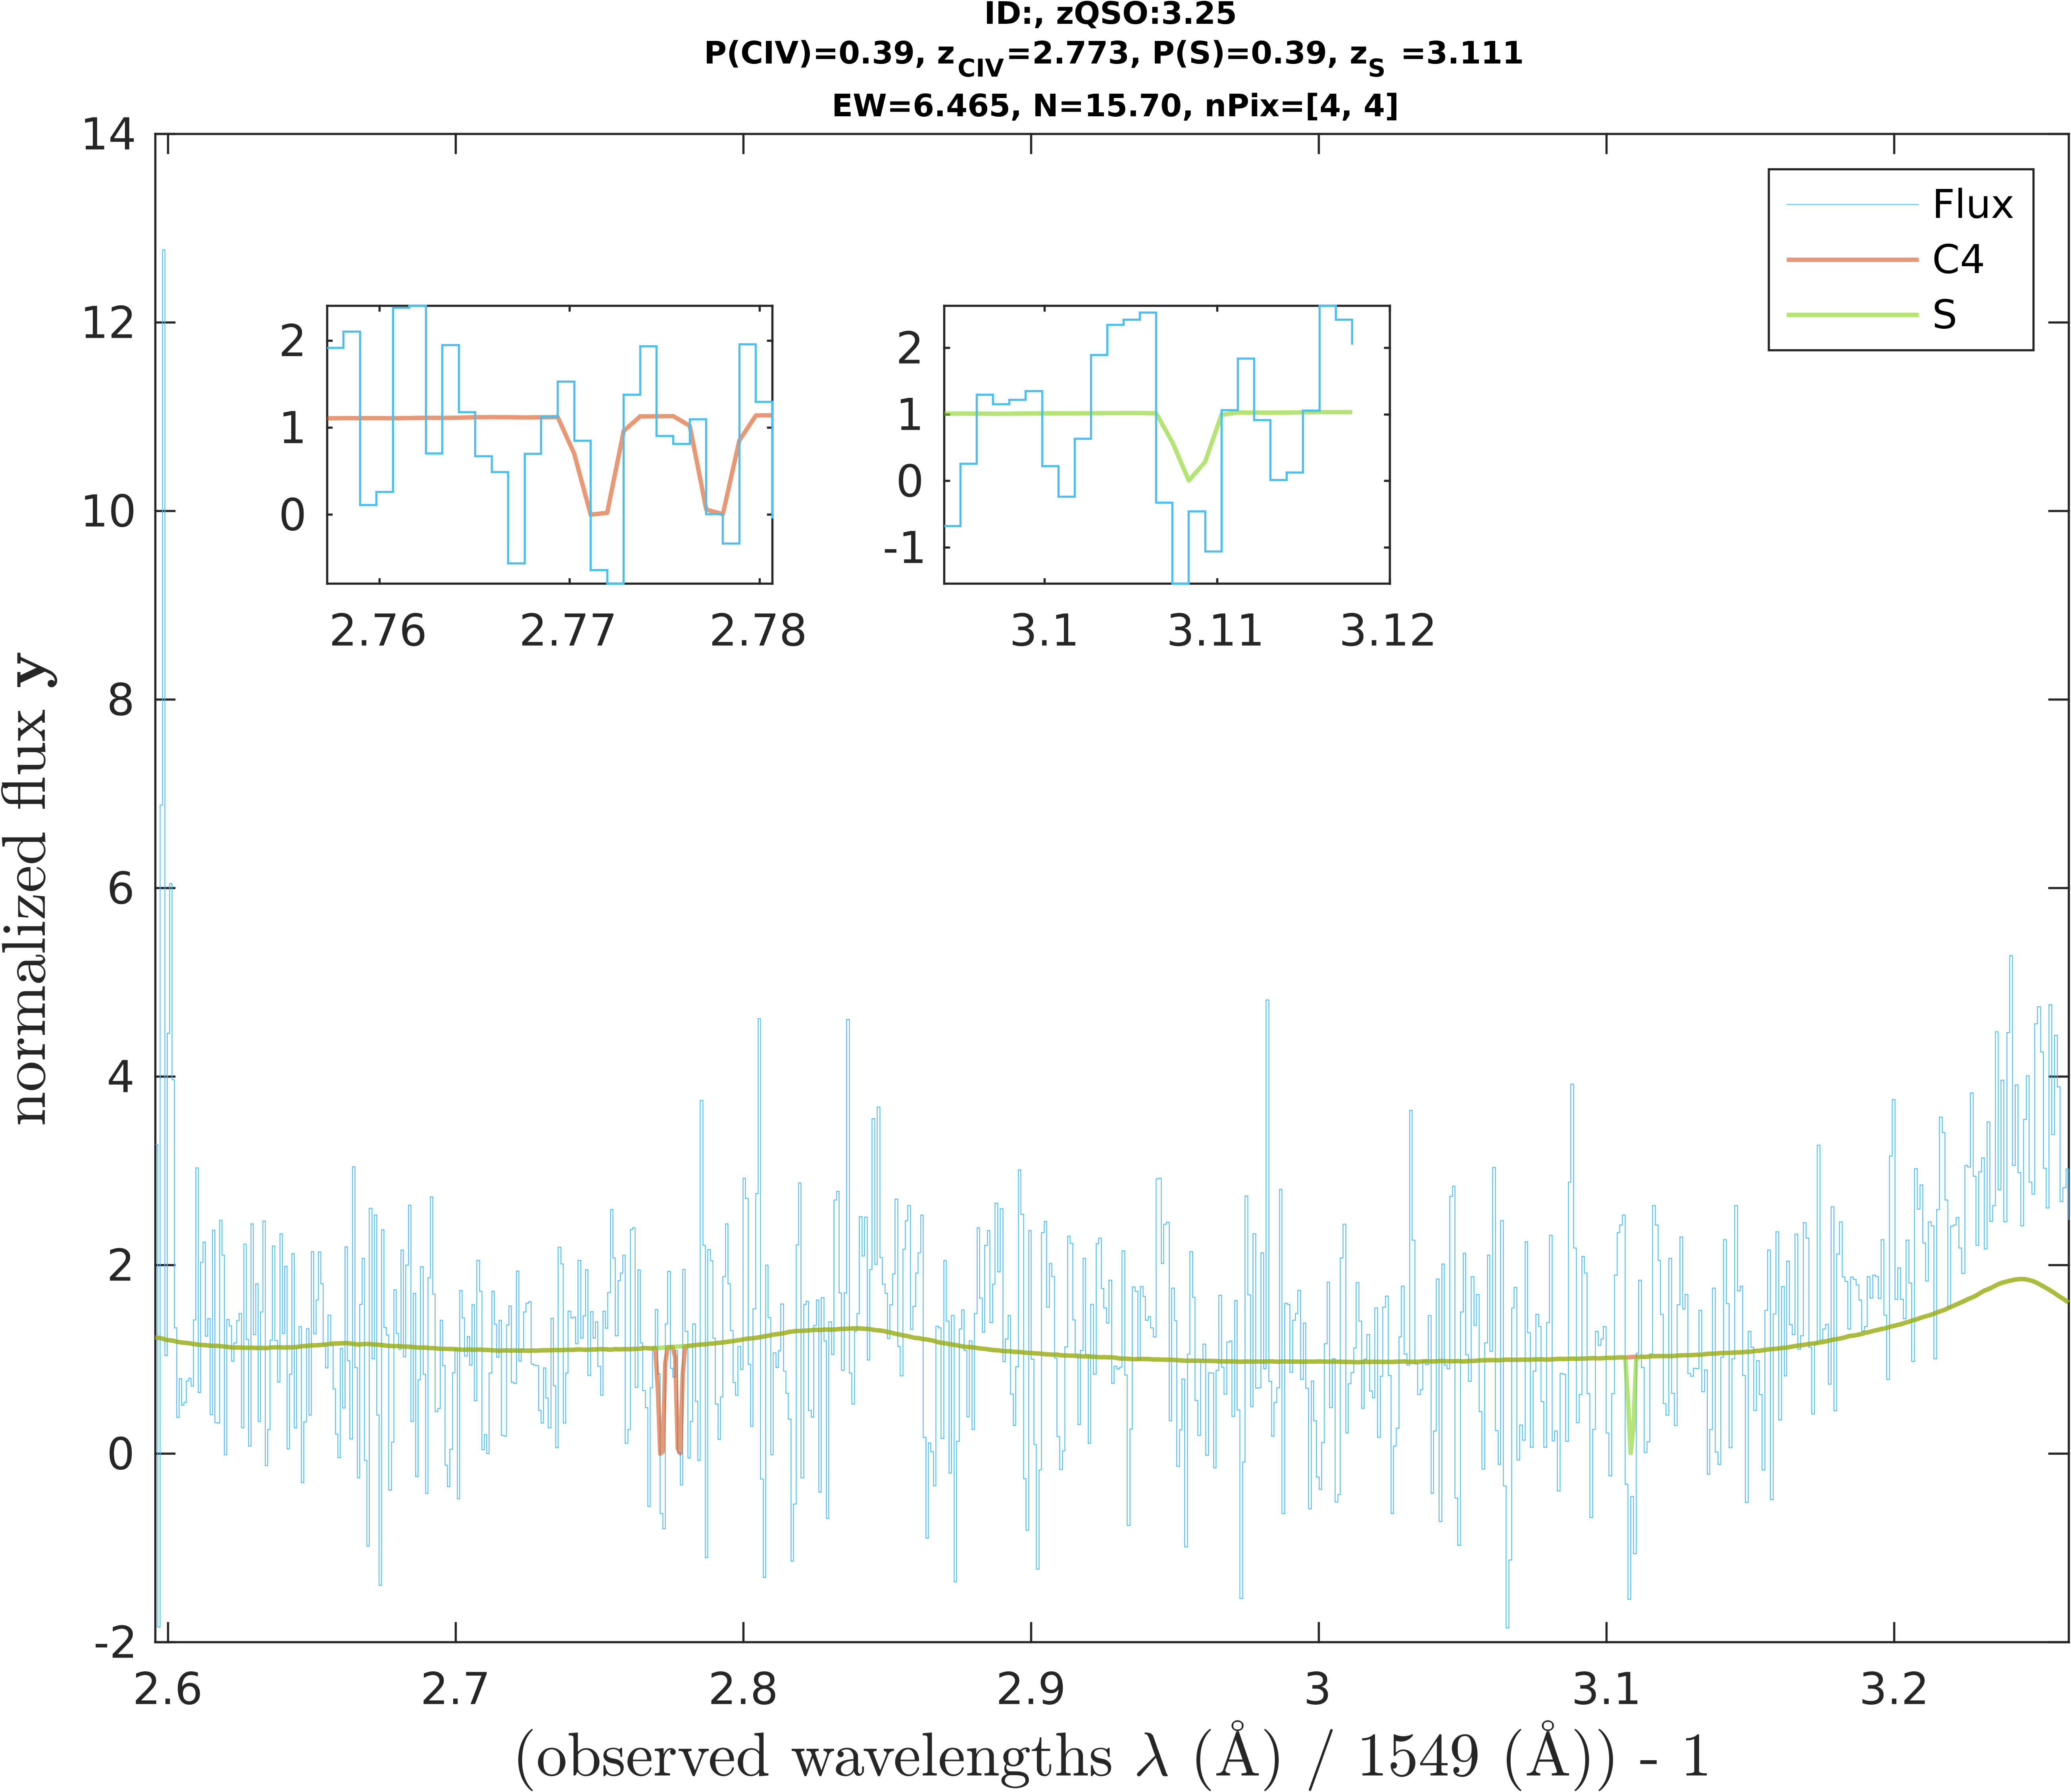 ID:, zQSO:3.25
P(CIV)=0.39, zCIV=2.773, P(S)=0.39, zS =3.111
EW=6.465, N=15.70, nPix=[4, 4]
14
12
10
8
6
4
2
0
-2
normalized flux y
Flux
C4
S
2
1
0
2.76 2.77 2.78
2
1
0
-1
3.1 3.11 3.12
2.6 2.7 2.8 2.9 3 3.1 3.2
(observed wavelengths λ (Å) / 1549 (Å)) - 1